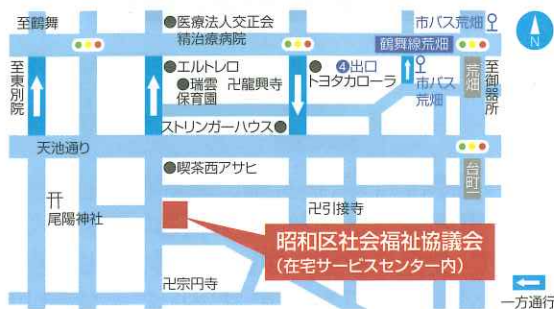 至鶴舞
医療法人交正会
精治療病院
市バス荒畑
鶴舞線荒畑
N
至東別院
エルトレロ
瑞雲
保育園
卍龍興寺
④出口
トヨタカローラ
市バス
荒畑
荒畑
至御器所
ストリンガーハウス
天池通り
喫茶西アサヒ
台町
尾陽神社
卍引接寺
昭和区社会福祉協議会
(在宅サービスセンター内)
卍宗円寺
一方通行